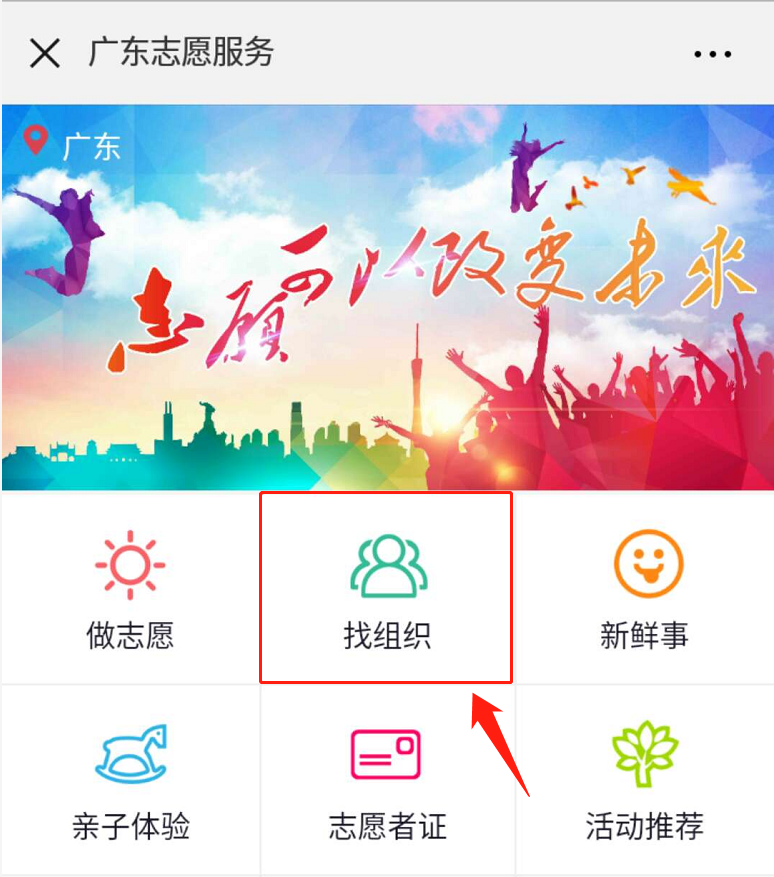 广东志愿服务
广东
志愿可以改变未来
做志愿
找组织
新鲜事
亲子体验
志愿者证
活动推荐